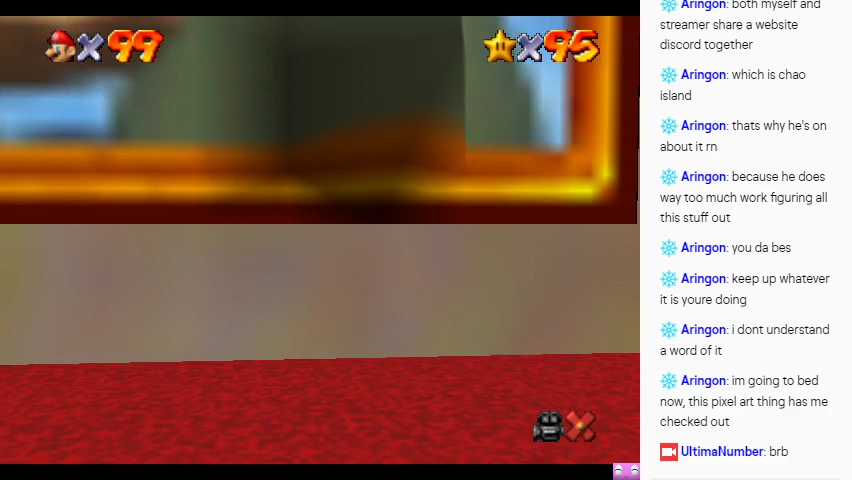 99
95
Aringon: both myself and
streamer share a website
discord together
Aringon: which is chao
island
Aringon: thats why he's on
about it rn
Aringon: because he does
way too much work figuring all
this stuff out
Aringon: you da bes
Aringon: keep up whatever
it is youre doing
Aringon: i dont understand
a word of it
Aringon: im going to bed
now, this pixel art thing has me
checked out
UltimaNumber: brb